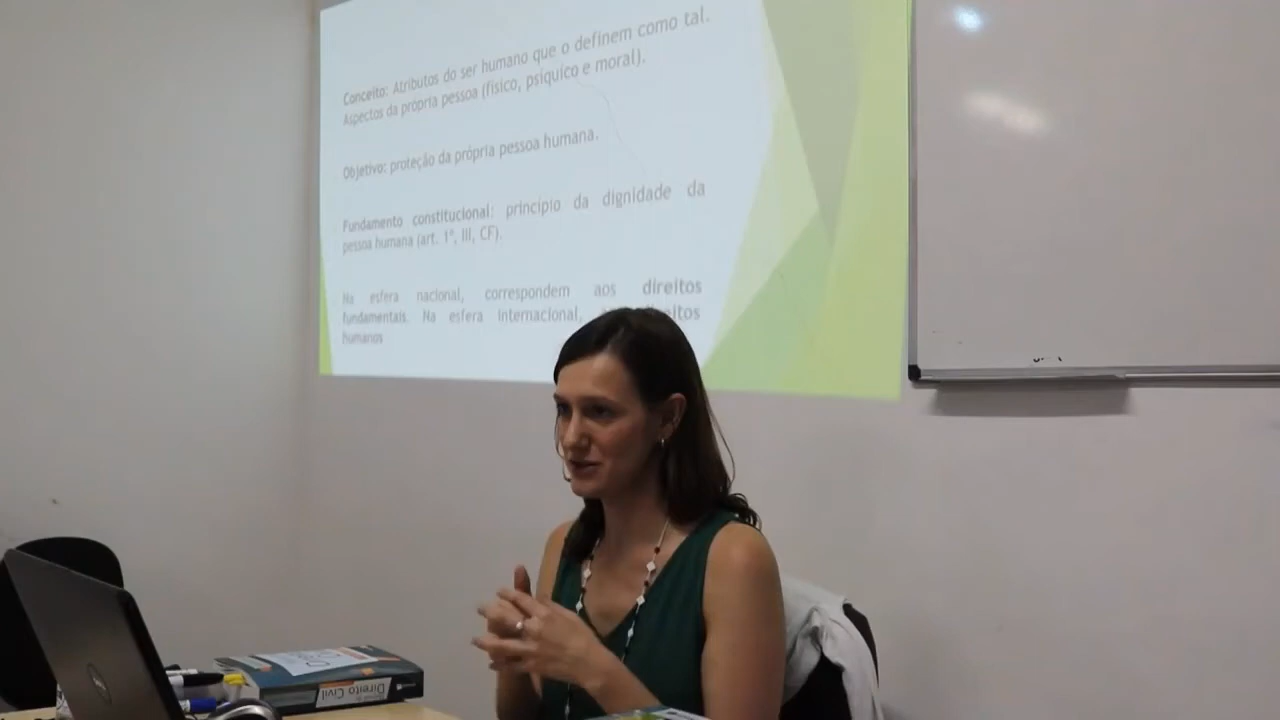 Conceito: Atributos do ser humano que o definem como tal.
Aspectos da própria pessoa (físico, psíquico e moral).
Objetivo: proteção da própria pessoa humana.
Fundamento constitucional: princípio da dignidade da
pessoa humana (art. 1º, III, CF).
Na esfera nacional, correspondem aos direitos
fundamentais. Na esfera internacional,
humanos
Direito Civil